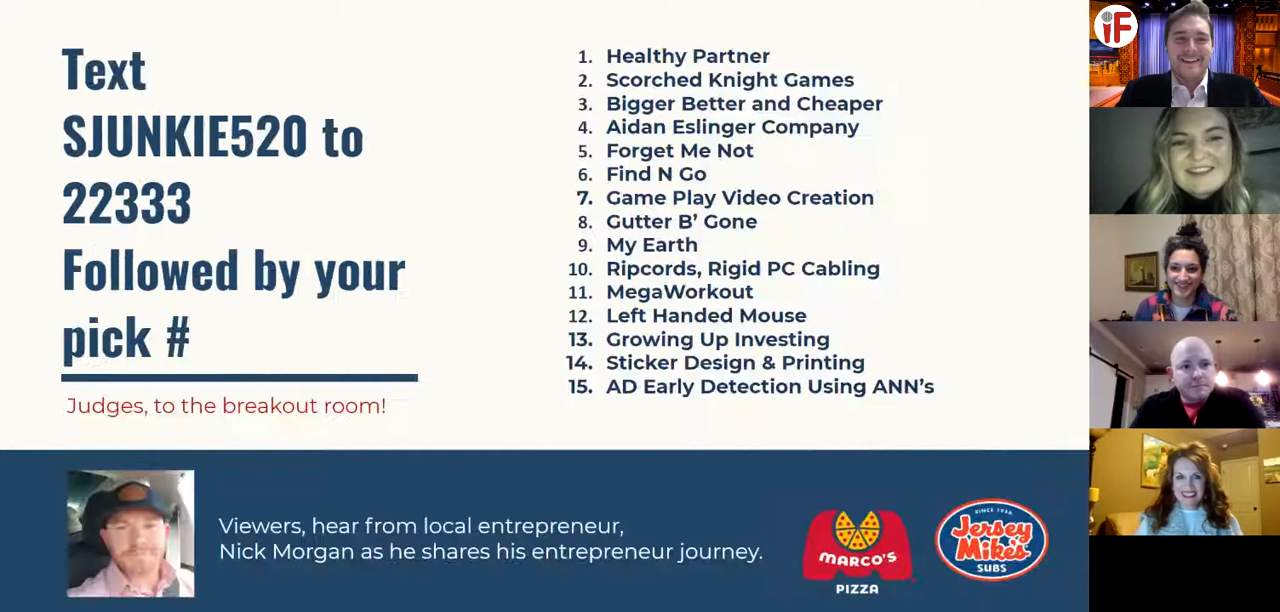 Text
SJUNKIE520 to
22333
Followed by your
pick #
Judges, to the breakout room!
1. Healthy Partner
2. Scorched Knight Games
3. Bigger Better and Cheaper
4. Aidan Eslinger Company
5. Forget Me Not
6. Find N Go
7. Game Play Video Creation
8. Gutter B’ Gone
9. My Earth
10. Ripcords, Rigid PC Cabling
11. MegaWorkout
12. Left Handed Mouse
13. Growing Up Investing
14. Sticker Design & Printing
15. AD Early Detection Using ANN’s
Viewers, hear from local entrepreneur,
Nick Morgan as he shares his entrepreneur journey.
MARCO'S
PIZZA
SINCE 1956
Jersey
Mike's
SUBS
iF